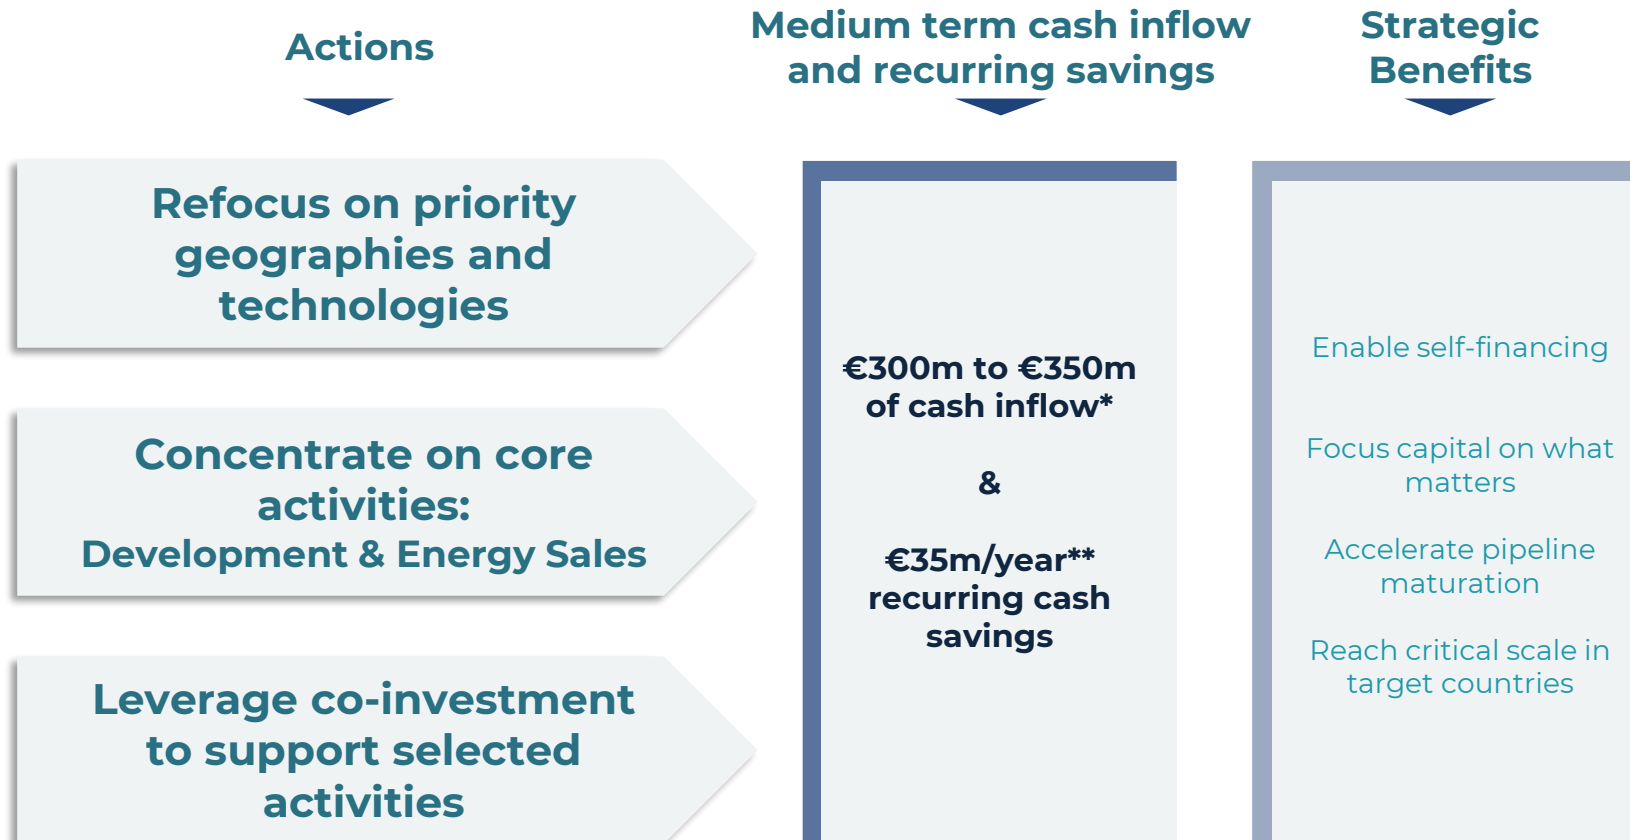 Actions
Medium term cash inflow
and recurring savings
Strategic
Benefits
Refocus on priority
geographies and
technologies
Concentrate on core
activities:
Development & Energy Sales
Leverage co-investment
to support selected
activities
€300m to €350m
of cash inflow*
&
€35m/year**
recurring cash
savings
Enable self-financing
Focus capital on what
matters
Accelerate pipeline
maturation
Reach critical scale in
target countries